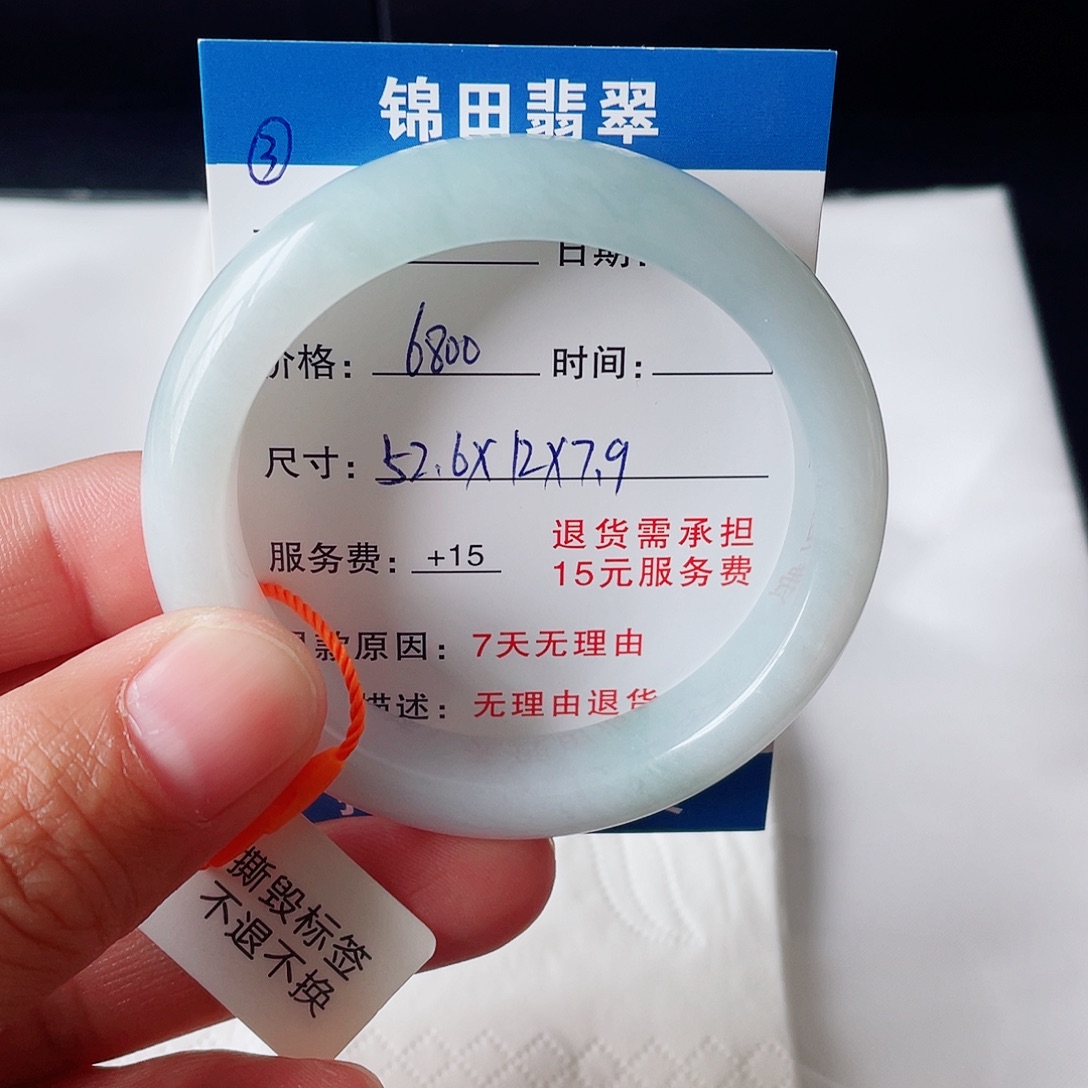 锦田翡翠
③
日期:
价格: 6800 时间:
尺寸: 52.6X12X7.9
服务费: +15 退货需承担
15元服务费
款原因: 7天无理由
描述: 无理由退货
撕毁标签
不退不换